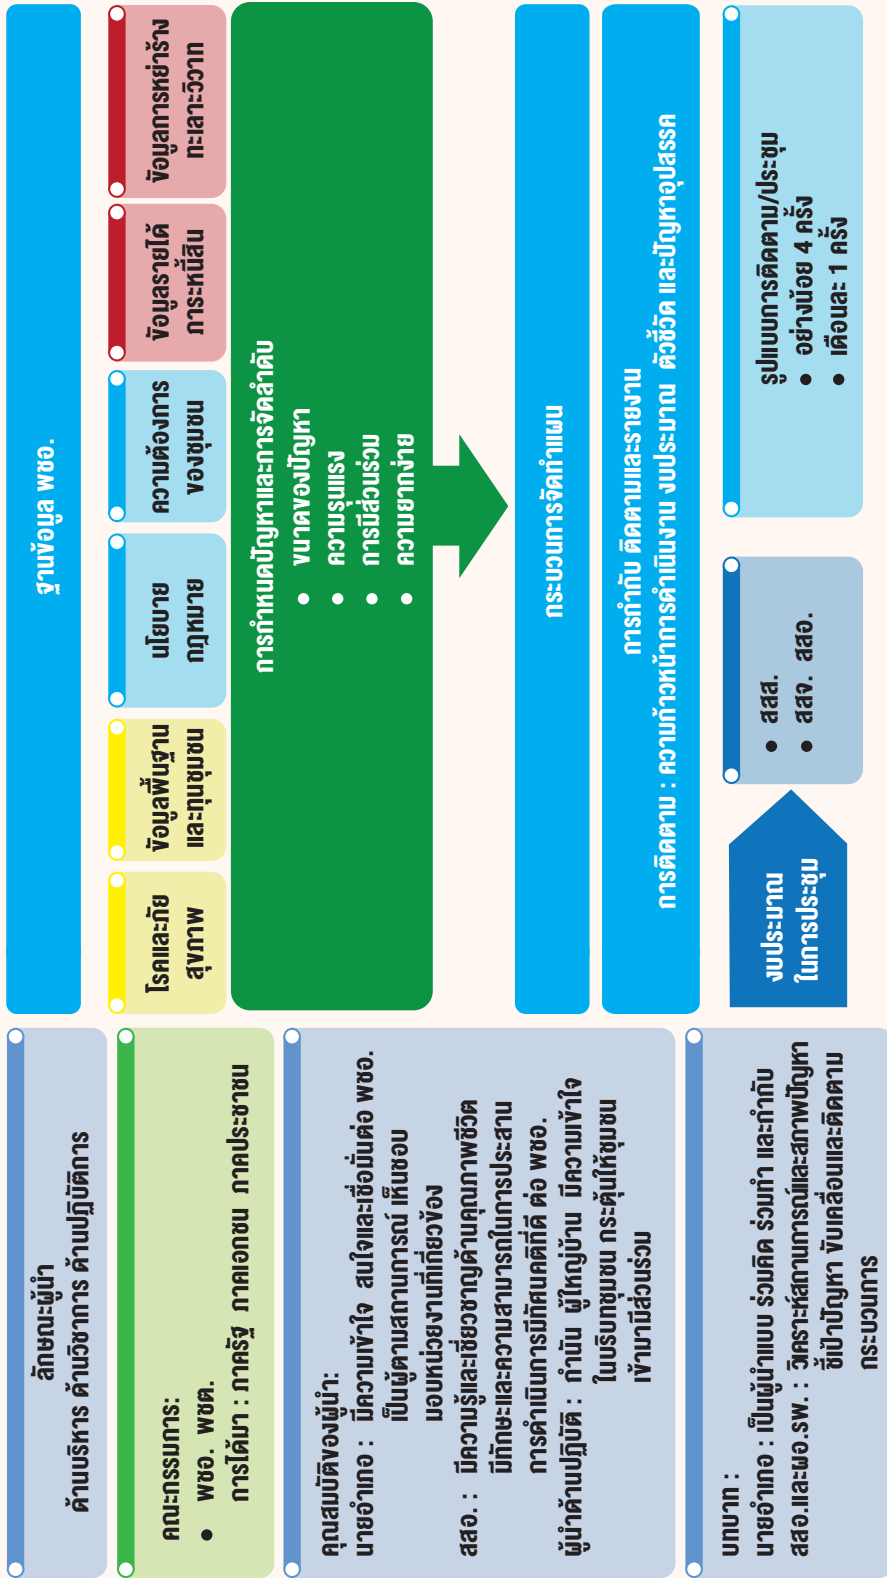 ลักษณะผู้นำ
ด้านบริหาร ด้านวิชาการ ด้านปฏิบัติการ
คณะกรรมการ:
● พชอ. พชต.
การได้มา : ภาครัฐ ภาคเอกชน ภาคประชาชน
คุณสมบัติของผู้นำ:
นายอำเภอ : มีความเข้าใจ สนใจและเชื่อมั่นต่อ พชอ.
เป็นผู้ตามสถานการณ์ เห็นชอบ
มอบหน่วยงานที่เกี่ยวข้อง
สสอ. : มีความรู้และเชี่ยวชาญด้านคุณภาพชีวิต
มีทักษะและความสามารถในการประสาน
การดำเนินการมีทัศนคติที่ดี ต่อ พชอ.
ผู้นำด้านปฏิบัติ : กำนัน ผู้ใหญ่บ้าน มีความเข้าใจ
ในบริบทชุมชน กระตุ้นให้ชุมชน
เข้ามามีส่วนร่วม
บทบาท :
นายอำเภอ : เป็นผู้นำแบบ ร่วมคิด ร่วมทำ และกำกับ
สสอ.และผอ.รพ. : วิเคราะห์สถานการณ์และสภาพปัญหา
ชี้เป้าปัญหา ขับเคลื่อนและติดตาม
กระบวนการ
ฐานข้อมูล พชอ.
โรคและภัย
สุขภาพ
ข้อมูลพื้นฐาน
และทุนชุมชน
นโยบาย
กฎหมาย
ความต้องการ
ของชุมชน
ข้อมูลรายได้
ภาระหนี้สิน
ข้อมูลการหย่าร้าง
ทะเลาะวิวาท
การกำหนดปัญหาและการจัดลำดับ
● ขนาดของปัญหา
● ความรุนแรง
● การมีส่วนร่วม
● ความยากง่าย
กระบวนการจัดทำแผน
การกำกับ ติดตามและรายงาน
การติดตาม : ความก้าวหน้าการดำเนินงาน งบประมาณ ตัวชี้วัด และปัญหาอุปสรรค
งบประมาณ
ในการประชุม
● สสส.
● สสจ. สสอ.
รูปแบบการติดตาม/ประชุม
● อย่างน้อย 4 ครั้ง
● เดือนละ 1 ครั้ง